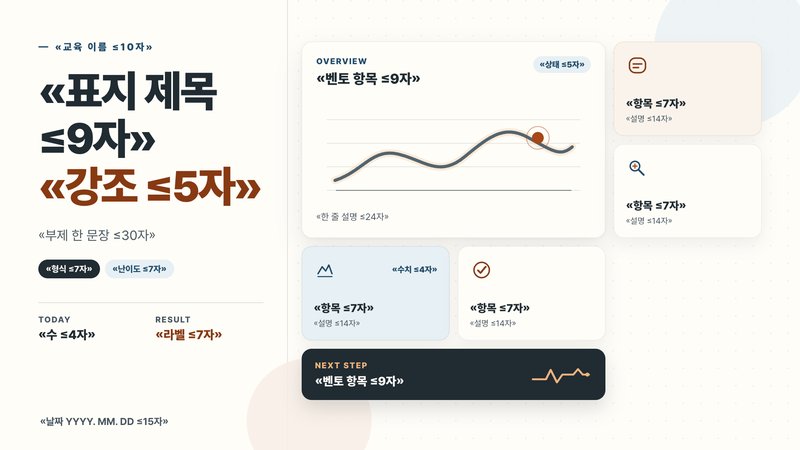 — «교육 이름 ≤10자»
«표지 제목
≤9자»
«강조 ≤5자»
«부제 한 문장 ≤30자»
«형식 ≤7자»
«난이도 ≤7자»
TODAY
«수 ≤4자»
RESULT
«라벨 ≤7자»
«날짜 YYYY. MM. DD ≤15자»
OVERVIEW
«벤토 항목 ≤9자»
«상태 ≤5자»
«한 줄 설명 ≤24자»
«항목 ≤7자»
«설명 ≤14자»
«항목 ≤7자»
«설명 ≤14자»
«수치 ≤4자»
«항목 ≤7자»
«설명 ≤14자»
«항목 ≤7자»
«설명 ≤14자»
NEXT STEP
«벤토 항목 ≤9자»